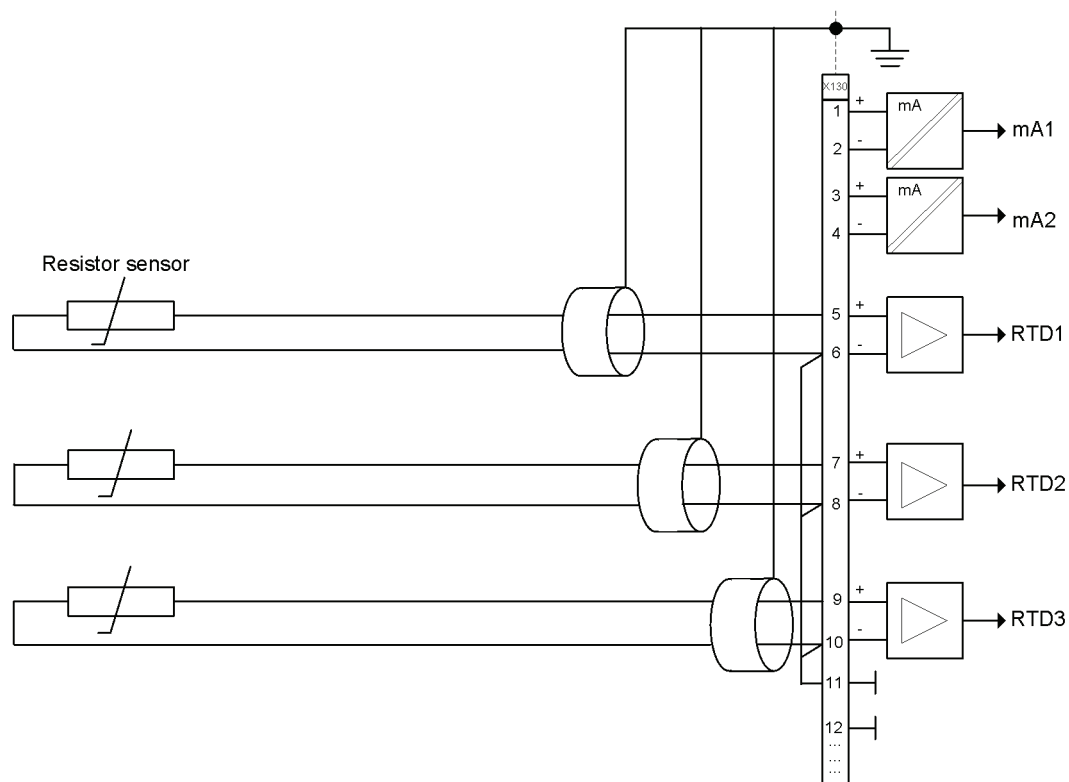 X130
1 + mA
mA1
2 -
3 + mA
mA2
4 -
Resistor sensor
5 +
RTD1
6 -
7 +
RTD2
8 -
9 +
RTD3
10 -
11
12
...
...
...